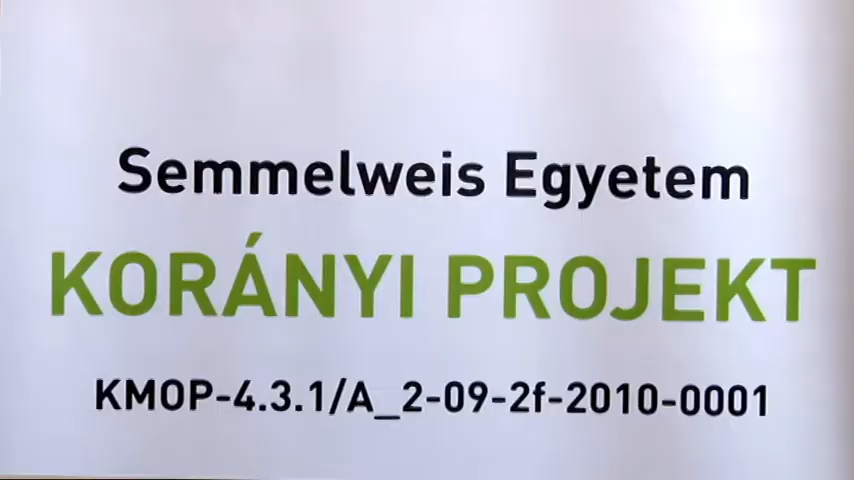 Semmelweis Egyetem
KORÁNYI PROJEKT
KMOP-4.3.1/A_2-09-2f-2010-0001